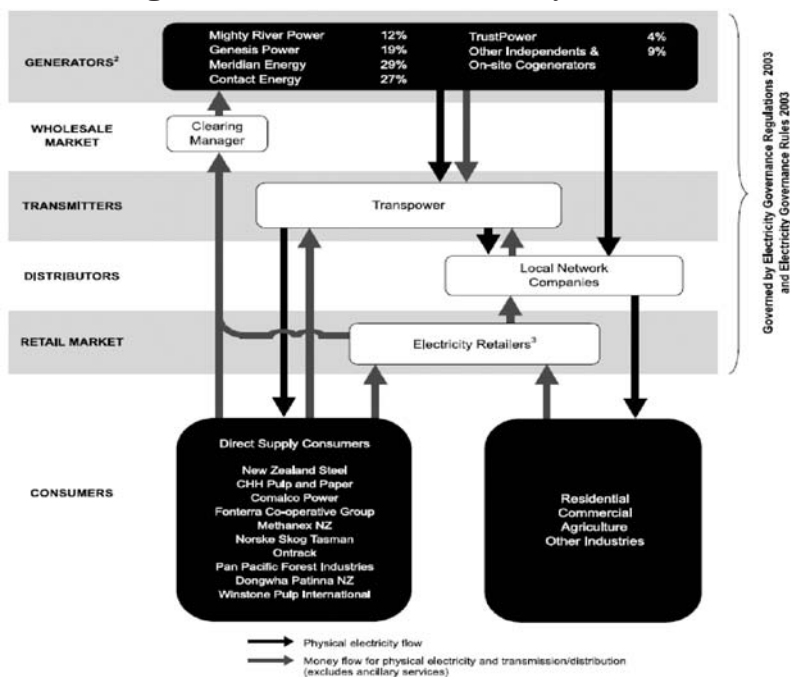 Mighty River Power 12%
Genesis Power 19%
Meridian Energy 29%
Contact Energy 27%
TrustPower 4%
Other Independents & 9%
On-site Cogenerators
GENERATORS²
WHOLESALE
MARKET
Clearing
Manager
TRANSMITTERS
Transpower
DISTRIBUTORS
Local Network
Companies
RETAIL MARKET
Electricity Retailers³
CONSUMERS
Direct Supply Consumers
New Zealand Steel
CHH Pulp and Paper
Comalco Power
Fonterra Co-operative Group
Methanex NZ
Norske Skog Tasman
Ontrack
Pan Pacific Forest Industries
Dongwha Patinna NZ
Winstone Pulp International
Residential
Commercial
Agriculture
Other Industries
Governed by Electricity Governance Regulations 2003
and Electricity Governance Rules 2003
Physical electricity flow
Money flow for physical electricity and transmission/distribution
(excludes ancillary services)